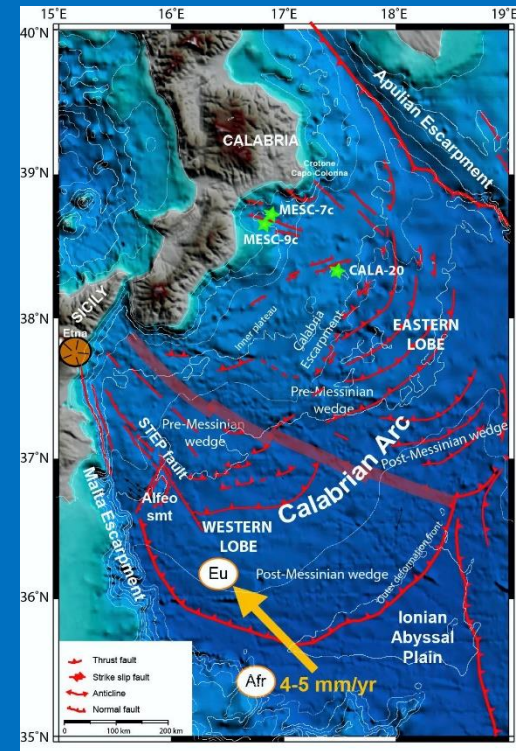 15°E
16°E
17°E
18°E
19°E
40°N
Apulian Escarpment
CALABRIA
39°N
Crotone
Capo-Colonna
MESC-7c
MESC-9c
CALA-20
SICILY
38°N
Etna
Inner plateau
Calabria
Escarpment
EASTERN
LOBE
Pre-Messinian
wedge
Pre-Messinian
wedge
STEP fault
Post-Messinian wedge
37°N
Calabrian Arc
Malta Escarpment
Alfeo
smt
WESTERN
LOBE
Eu
Post-Messinian wedge
Outer deformation front
36°N
Ionian
Abyssal
Plain
Afr
4-5 mm/yr
Thrust fault
Strike slip fault
Anticline
Normal fault
0 100 km 200 km
35°N